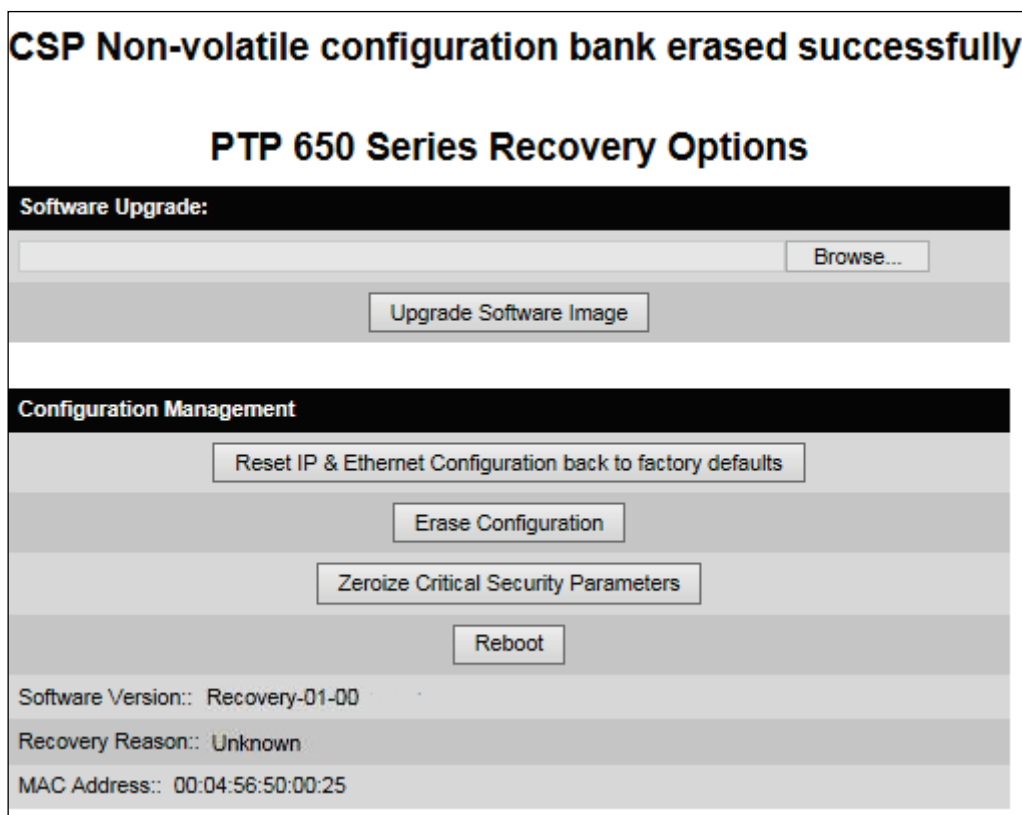 CSP Non-volatile configuration bank erased successfully
PTP 650 Series Recovery Options
Software Upgrade:
Browse...
Upgrade Software Image
Configuration Management
Reset IP & Ethernet Configuration back to factory defaults
Erase Configuration
Zeroize Critical Security Parameters
Reboot
Software Version:: Recovery-01-00
Recovery Reason:: Unknown
MAC Address:: 00:04:56:50:00:25